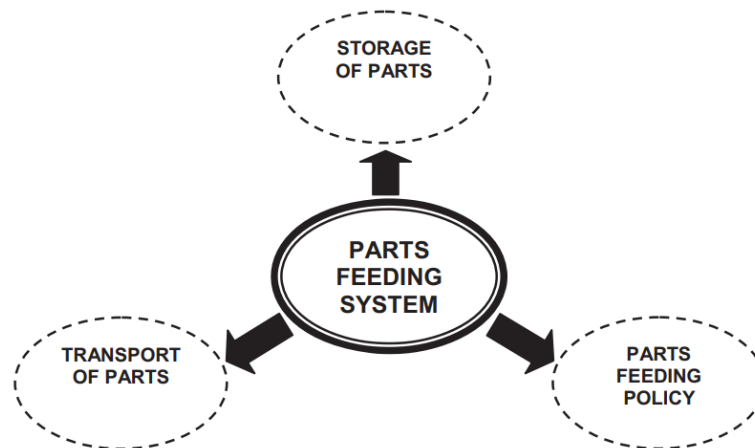 STORAGE
OF PARTS
PARTS
FEEDING
SYSTEM
TRANSPORT
OF PARTS
PARTS
FEEDING
POLICY